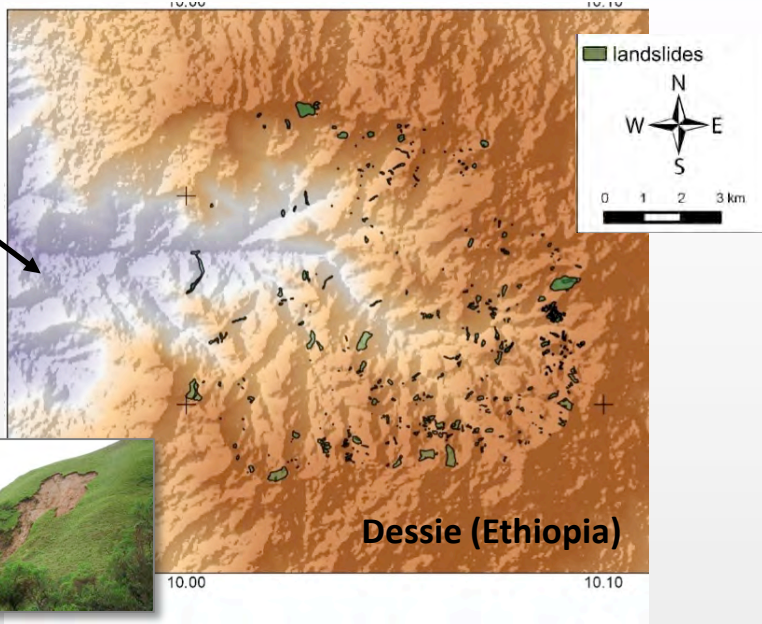 10.00 10.10
landslides
N
W E
S
0 1 2 3 km
Dessie (Ethiopia)
10.00 10.10